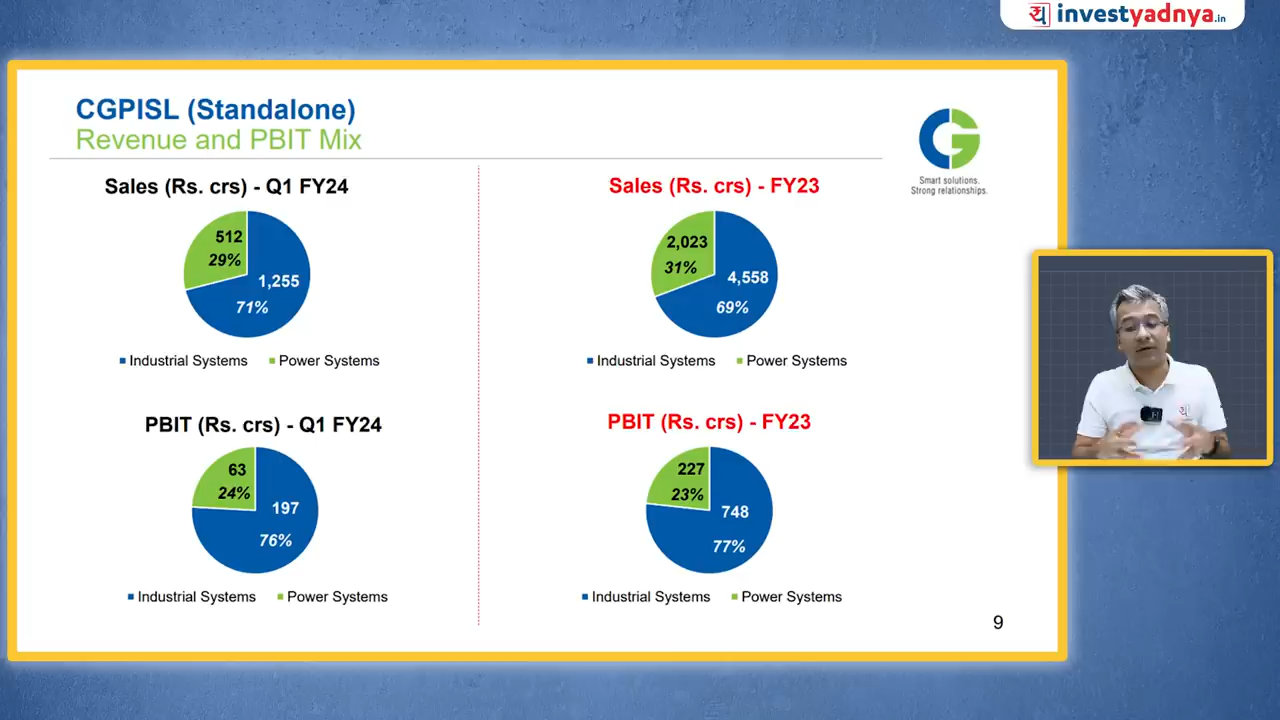 य investyadnya.in
CGPISL (Standalone)
Revenue and PBIT Mix
Smart solutions.
Strong relationships.
Sales (Rs. crs) - Q1 FY24
512
29%
1,255
71%
Industrial Systems Power Systems
Sales (Rs. crs) - FY23
2,023
31%
4,558
69%
Industrial Systems Power Systems
PBIT (Rs. crs) - Q1 FY24
63
24%
197
76%
Industrial Systems Power Systems
PBIT (Rs. crs) - FY23
227
23%
748
77%
Industrial Systems Power Systems
9